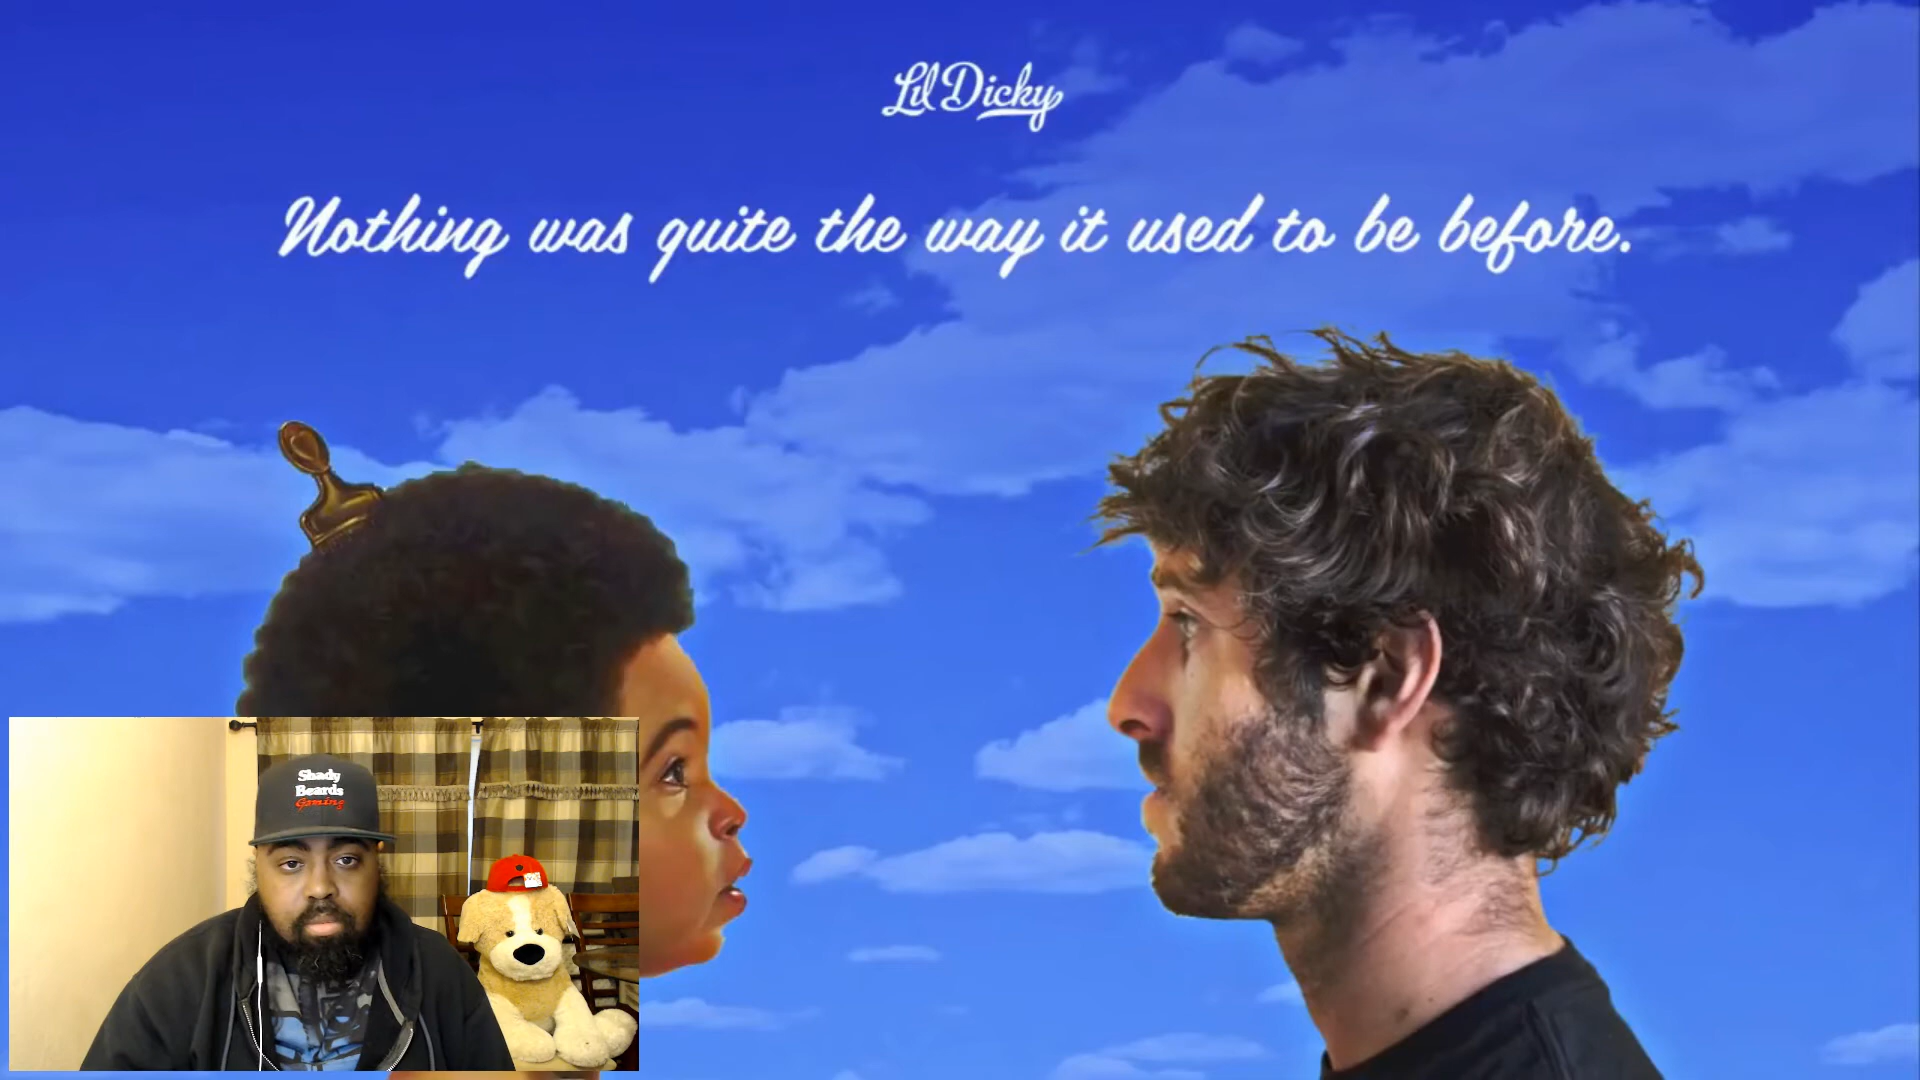 Lil Dicky
Nothing was quite the way it used to be before.
Shady
Beards
Gaming